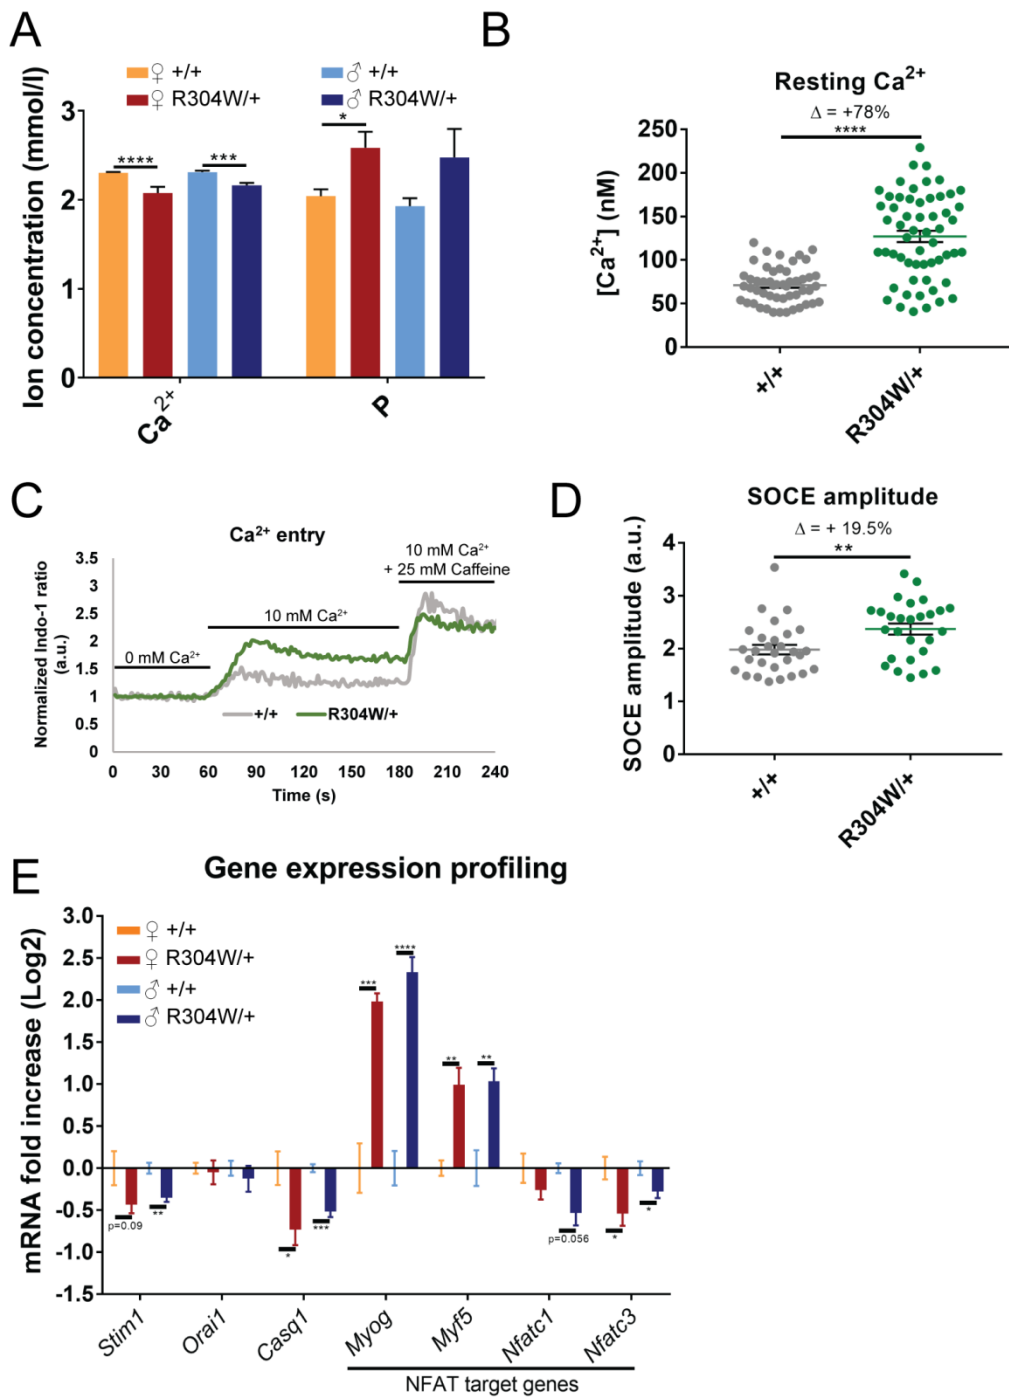 A
♀ +/+
♀ R304W/+
♂ +/+
♂ R304W/+
Ion concentration (mmol/l)
3
2
1
0
****
***
*
Ca2+
P
B
Resting Ca2+
Δ = +78%
****
[Ca2+] (nM)
250
200
150
100
50
0
+/+
R304W/+
C
Ca2+ entry
Normalized Indo-1 ratio
(a.u.)
3.5
3
2.5
2
1.5
1
0.5
0
0 mM Ca2+
10 mM Ca2+
10 mM Ca2+
+ 25 mM Caffeine
+/+
R304W/+
0 30 60 90 120 150 180 210 240
Time (s)
D
SOCE amplitude
Δ = + 19.5%
**
SOCE amplitude (a.u.)
4
3
2
1
0
+/+
R304W/+
E
Gene expression profiling
♀ +/+
♀ R304W/+
♂ +/+
♂ R304W/+
mRNA fold increase (Log2)
3.0
2.5
2.0
1.5
1.0
0.5
0.0
-0.5
-1.0
-1.5
p=0.09
**
*
***
***
****
**
**
p=0.056
*
*
Stim1
Orai1
Casq1
Myog
Myf5
Nfatc1
Nfatc3
NFAT target genes